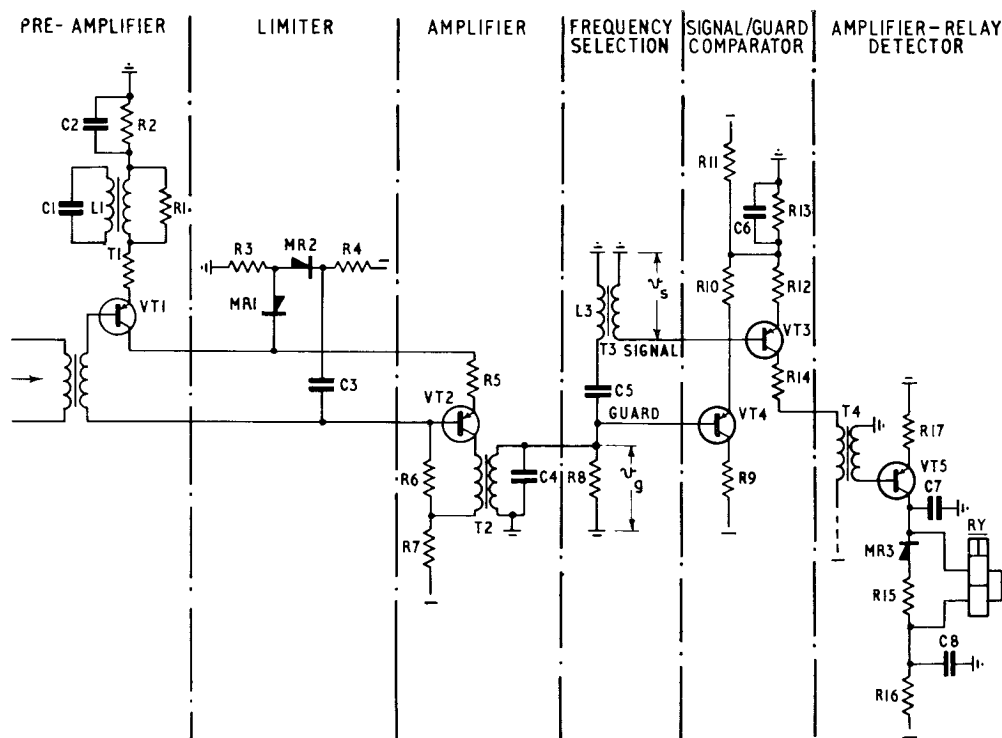 PRE-AMPLIFIER
LIMITER
AMPLIFIER
FREQUENCY
SELECTION
SIGNAL/GUARD
COMPARATOR
AMPLIFIER-RELAY
DETECTOR
C2
R2
C1
L1
R1
T1
VT1
R3
MR2
R4
MR1
C3
R5
VT2
R6
R7
T2
C4
L3
T3
SIGNAL
vs
C5
GUARD
R8
vg
R11
C6
R13
R10
R12
VT3
R14
VT4
R9
T4
R17
VT5
C7
RY
MR3
R15
C8
R16